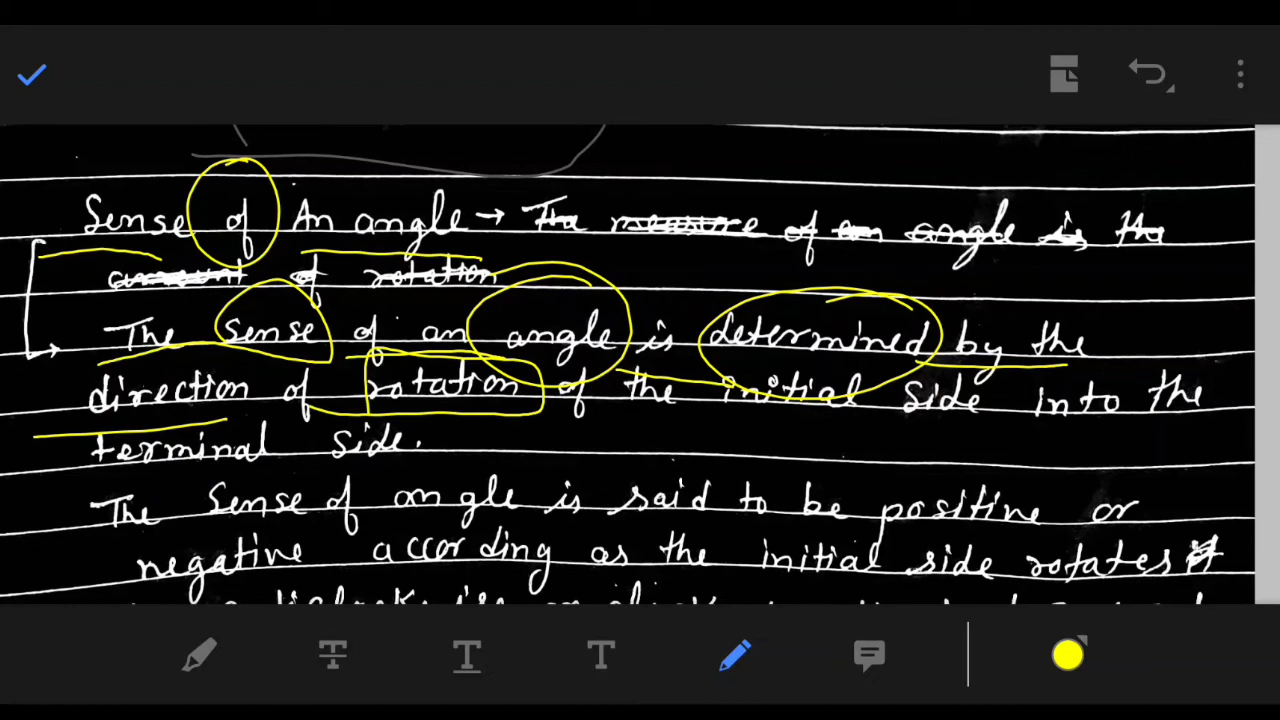 Sense of An angle → The measure of an angle is the
amount of rotation
The sense of an angle is determined by the
direction of rotation of the initial side into the
terminal side.
The Sense of angle is said to be positive or
negative according as the initial side rotates